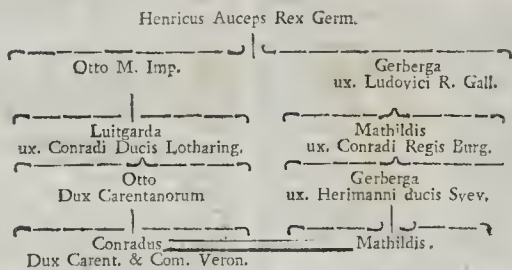 Henricus Auceps Rex Germ.
Otto M. Imp.
Gerberga
ux. Ludovici R. Gall.
Luitgarda
ux. Conradi Ducis Lotharing.
Mathildis
ux. Conradi Regis Burg.
Otto
Dux Carentanorum
Gerberga
ux. Herimanni ducis Svev.
Conradus
Dux Carent. & Com. Veron.
Mathildis.